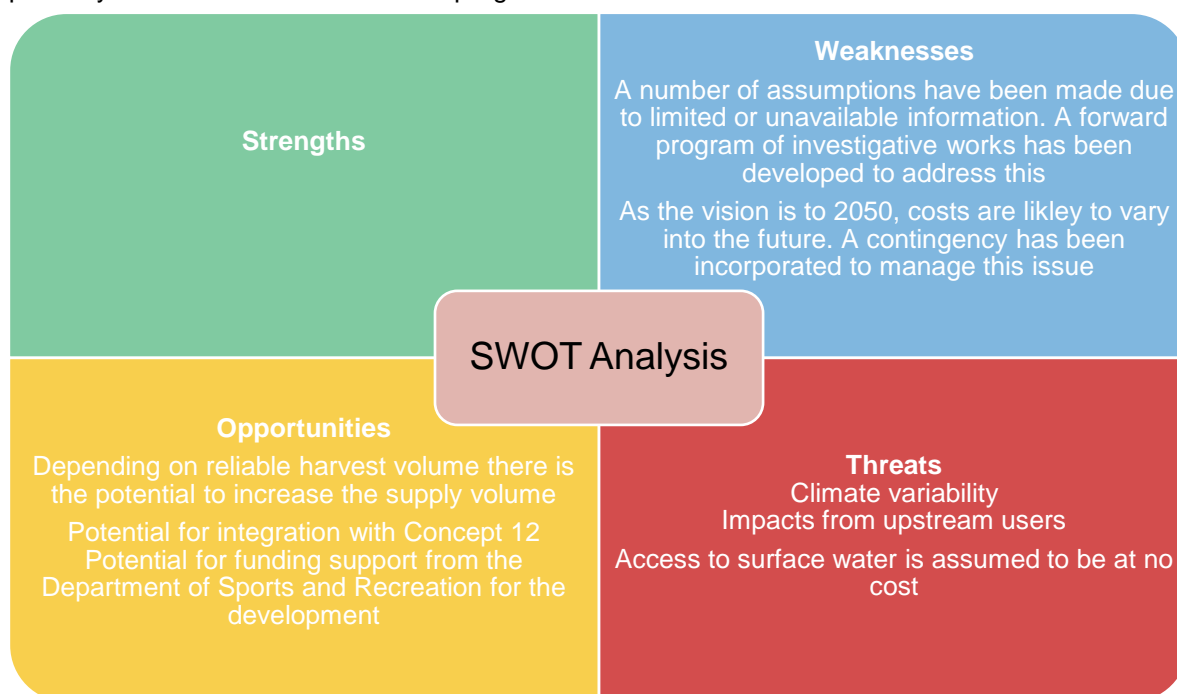 Strengths
Weaknesses
A number of assumptions have been made due
to limited or unavailable information. A forward
program of investigative works has been
developed to address this
As the vision is to 2050, costs are likley to vary
into the future. A contingency has been
incorporated to manage this issue
SWOT Analysis
Opportunities
Depending on reliable harvest volume there is
the potential to increase the supply volume
Potential for integration with Concept 12
Potential for funding support from the
Department of Sports and Recreation for the
development
Threats
Climate variability
Impacts from upstream users
Access to surface water is assumed to be at no
cost